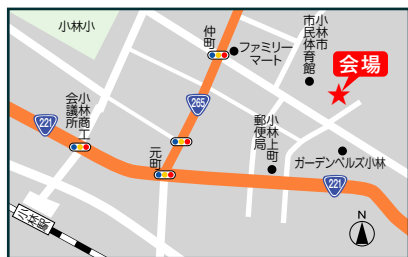 小林小
仲町
ファミリー
マート
小林市
市民体育館
会場
265
221
小林商工
会議所
元町
小林上町
郵便局
ガーデンベルズ小林
221
小林駅
N